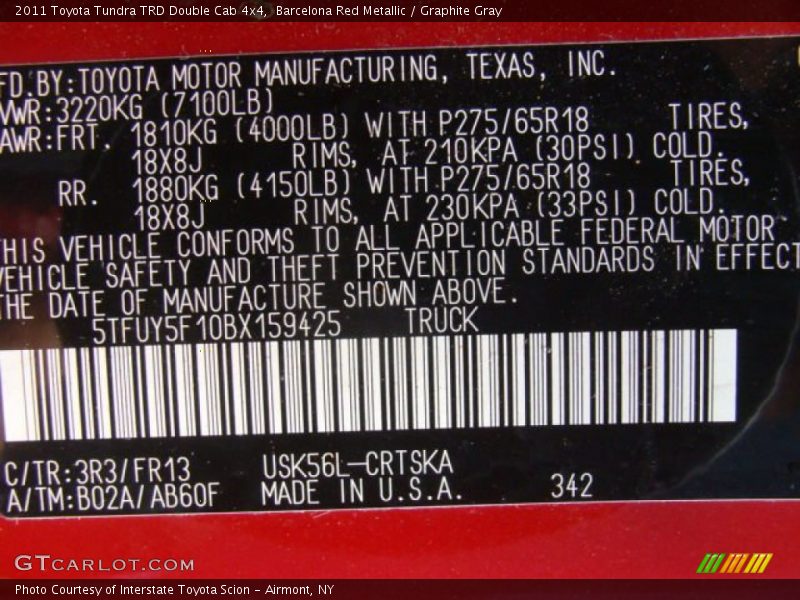 2011 Toyota Tundra TRD Double Cab 4x4, Barcelona Red Metallic / Graphite Gray
FD.BY:TOYOTA MOTOR MANUFACTURING, TEXAS, INC.
VWR:3220KG (7100LB)
AWR:FRT. 1810KG (4000LB) WITH P275/65R18 TIRES,
18X8J RIMS, AT 210KPA (30PSI) COLD.
RR. 1880KG (4150LB) WITH P275/65R18 TIRES,
18X8J RIMS, AT 230KPA (33PSI) COLD.
THIS VEHICLE CONFORMS TO ALL APPLICABLE FEDERAL MOTOR
VEHICLE SAFETY AND THEFT PREVENTION STANDARDS IN EFFECT
THE DATE OF MANUFACTURE SHOWN ABOVE.
5TFUY5F10BX159425 TRUCK
C/TR:3R3/FR13 USK56L-CRTSKA
A/TM:B02A/AB60F MADE IN U.S.A. 342
GTCARLOT.COM
Photo Courtesy of Interstate Toyota Scion - Airmont, NY